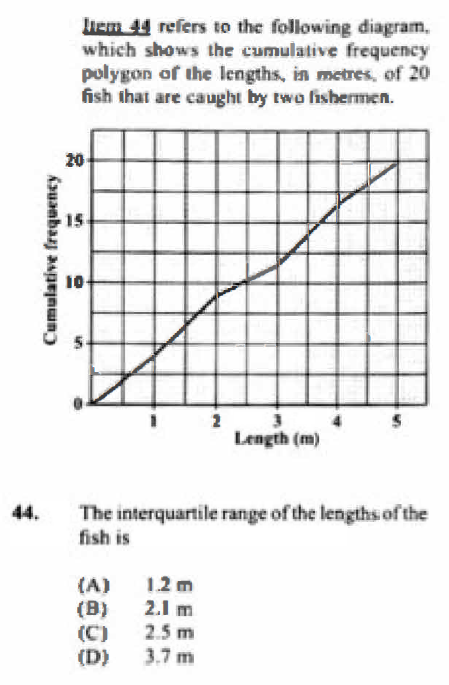 Item 44 refers to the following diagram,
which shows the cumulative frequency
polygon of the lengths, in metres, of 20
fish that are caught by two fishermen.
20
15
Cumulative frequency
10
5
0
1 2 3 4 5
Length (m)
44. The interquartile range of the lengths of the
fish is
(A) 1.2 m
(B) 2.1 m
(C) 2.5 m
(D) 3.7 m